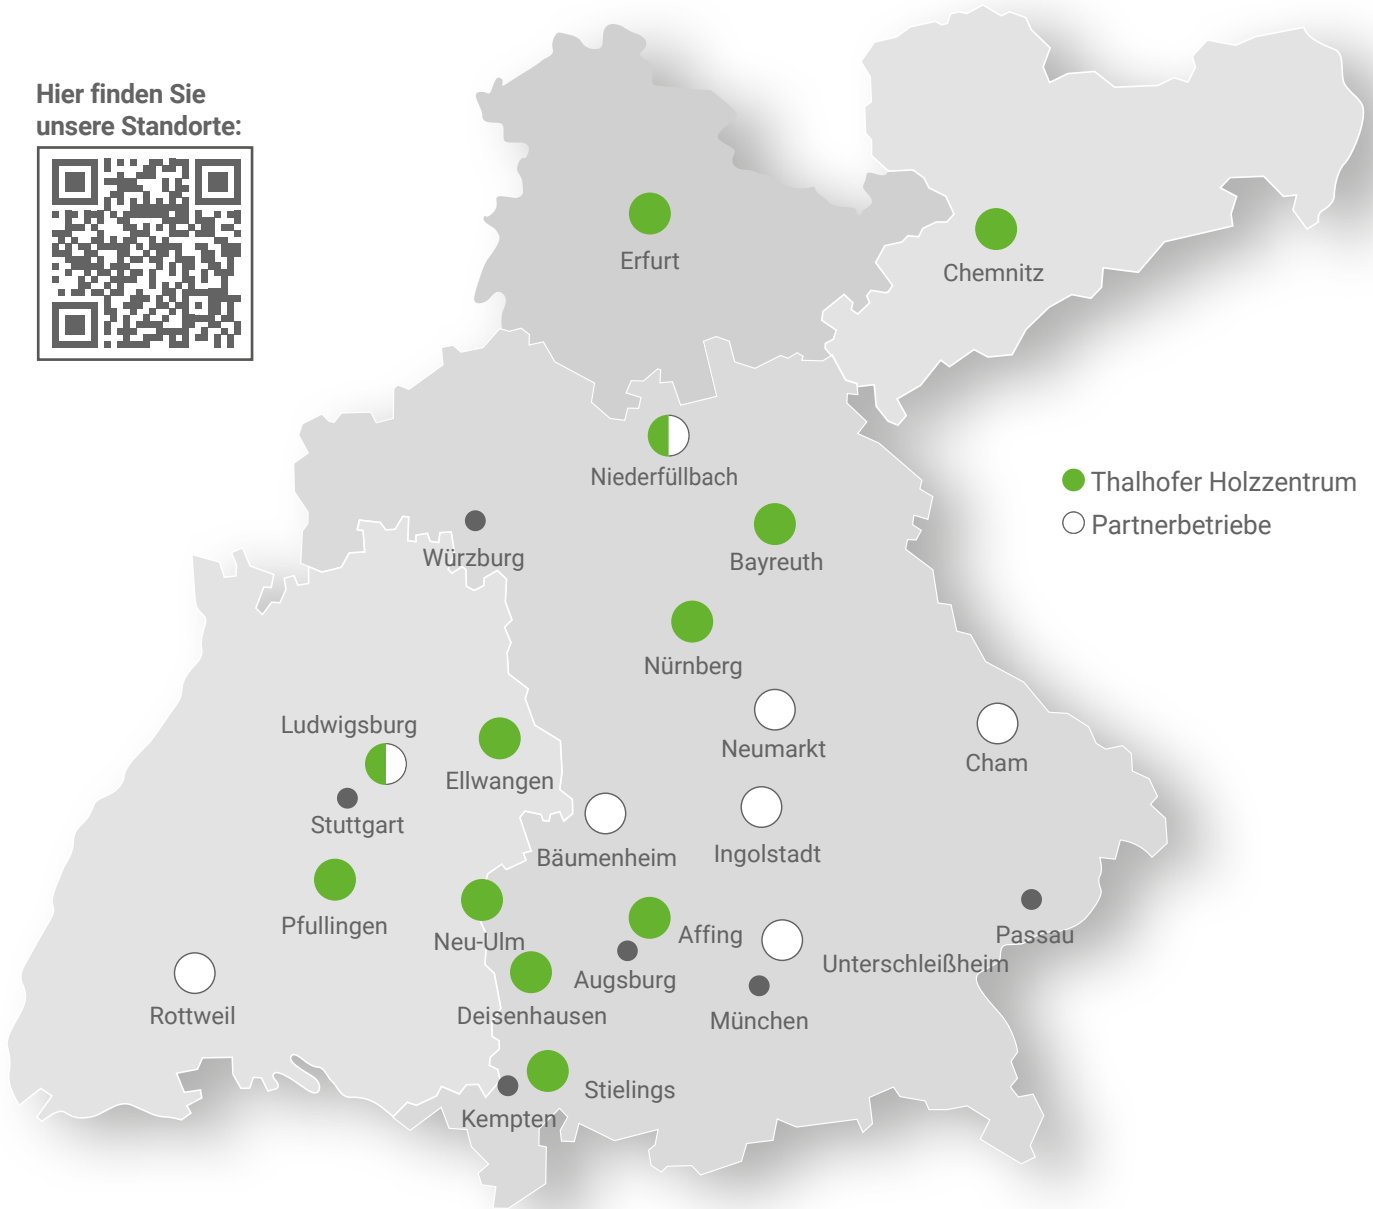 Hier finden Sie
unsere Standorte:
Erfurt
Chemnitz
Niederfüllbach
Thalhofer Holzzentrum
Partnerbetriebe
Würzburg
Bayreuth
Nürnberg
Ludwigsburg
Neumarkt
Cham
Ellwangen
Stuttgart
Bäumenheim
Ingolstadt
Pfullingen
Neu-Ulm
Affing
Passau
Unterschleißheim
Augsburg
Rottweil
Deisenhausen
München
Stielings
Kempten